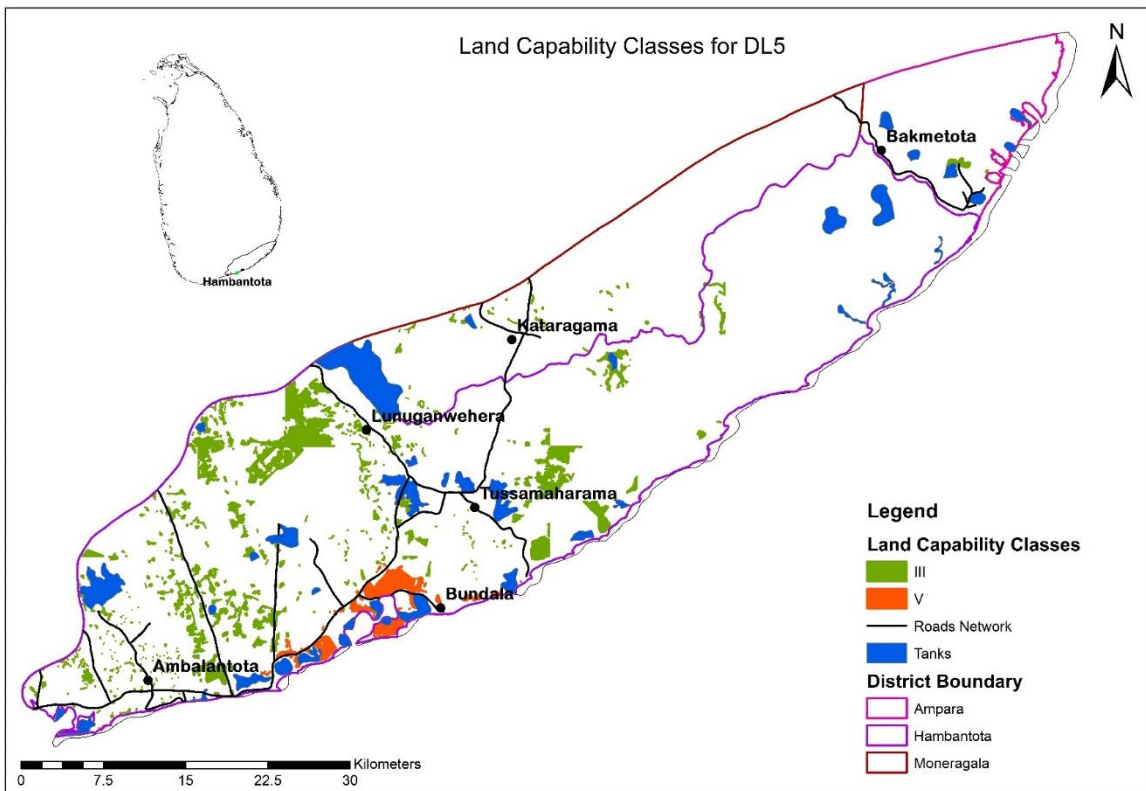 Land Capability Classes for DL5
N
Hambantota
Bakmetota
Kataragama
Lunuganwehera
Tussamaharama
Bundala
Ambalantota
Legend
Land Capability Classes
III
V
Roads Network
Tanks
District Boundary
Ampara
Hambantota
Moneragala
Kilometers
0 7.5 15 22.5 30